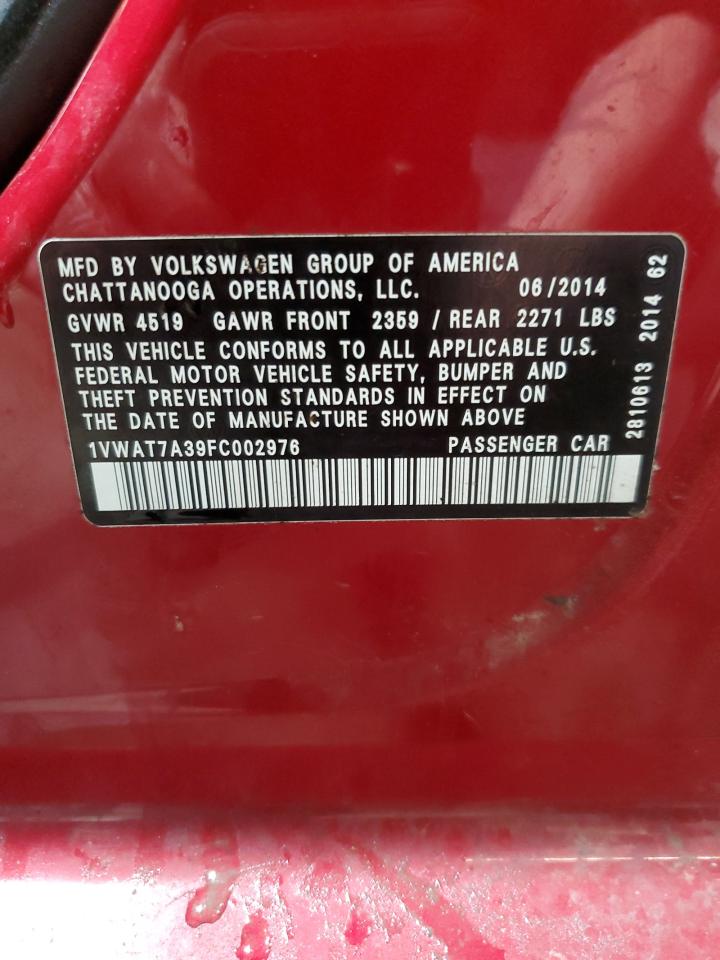 MFD BY VOLKSWAGEN GROUP OF AMERICA
CHATTANOOGA OPERATIONS, LLC. 06/2014
GVWR 4519 GAWR FRONT 2359 / REAR 2271 LBS
THIS VEHICLE CONFORMS TO ALL APPLICABLE U.S.
FEDERAL MOTOR VEHICLE SAFETY, BUMPER AND
THEFT PREVENTION STANDARDS IN EFFECT ON
THE DATE OF MANUFACTURE SHOWN ABOVE
1VWAT7A39FC002976 PASSENGER CAR
2810613 2014 62